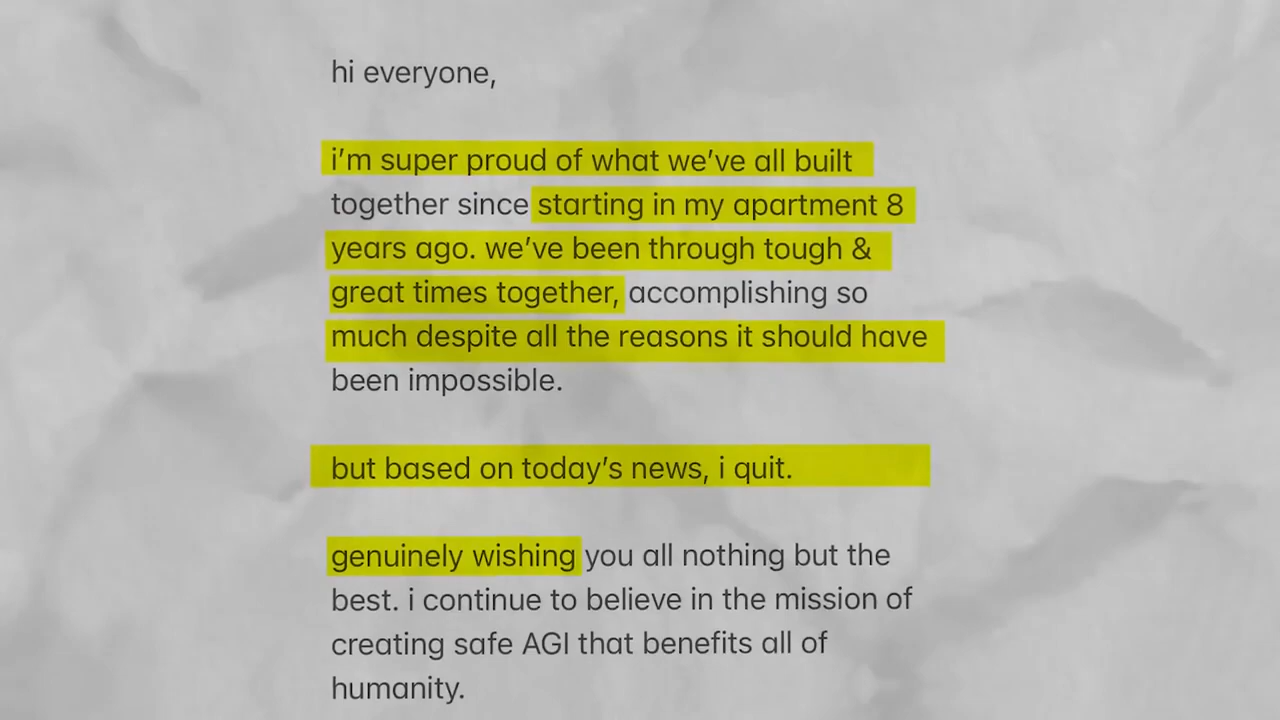 hi everyone,
i’m super proud of what we’ve all built
together since starting in my apartment 8
years ago. we’ve been through tough &
great times together, accomplishing so
much despite all the reasons it should have
been impossible.
but based on today’s news, i quit.
genuinely wishing you all nothing but the
best. i continue to believe in the mission of
creating safe AGI that benefits all of
humanity.